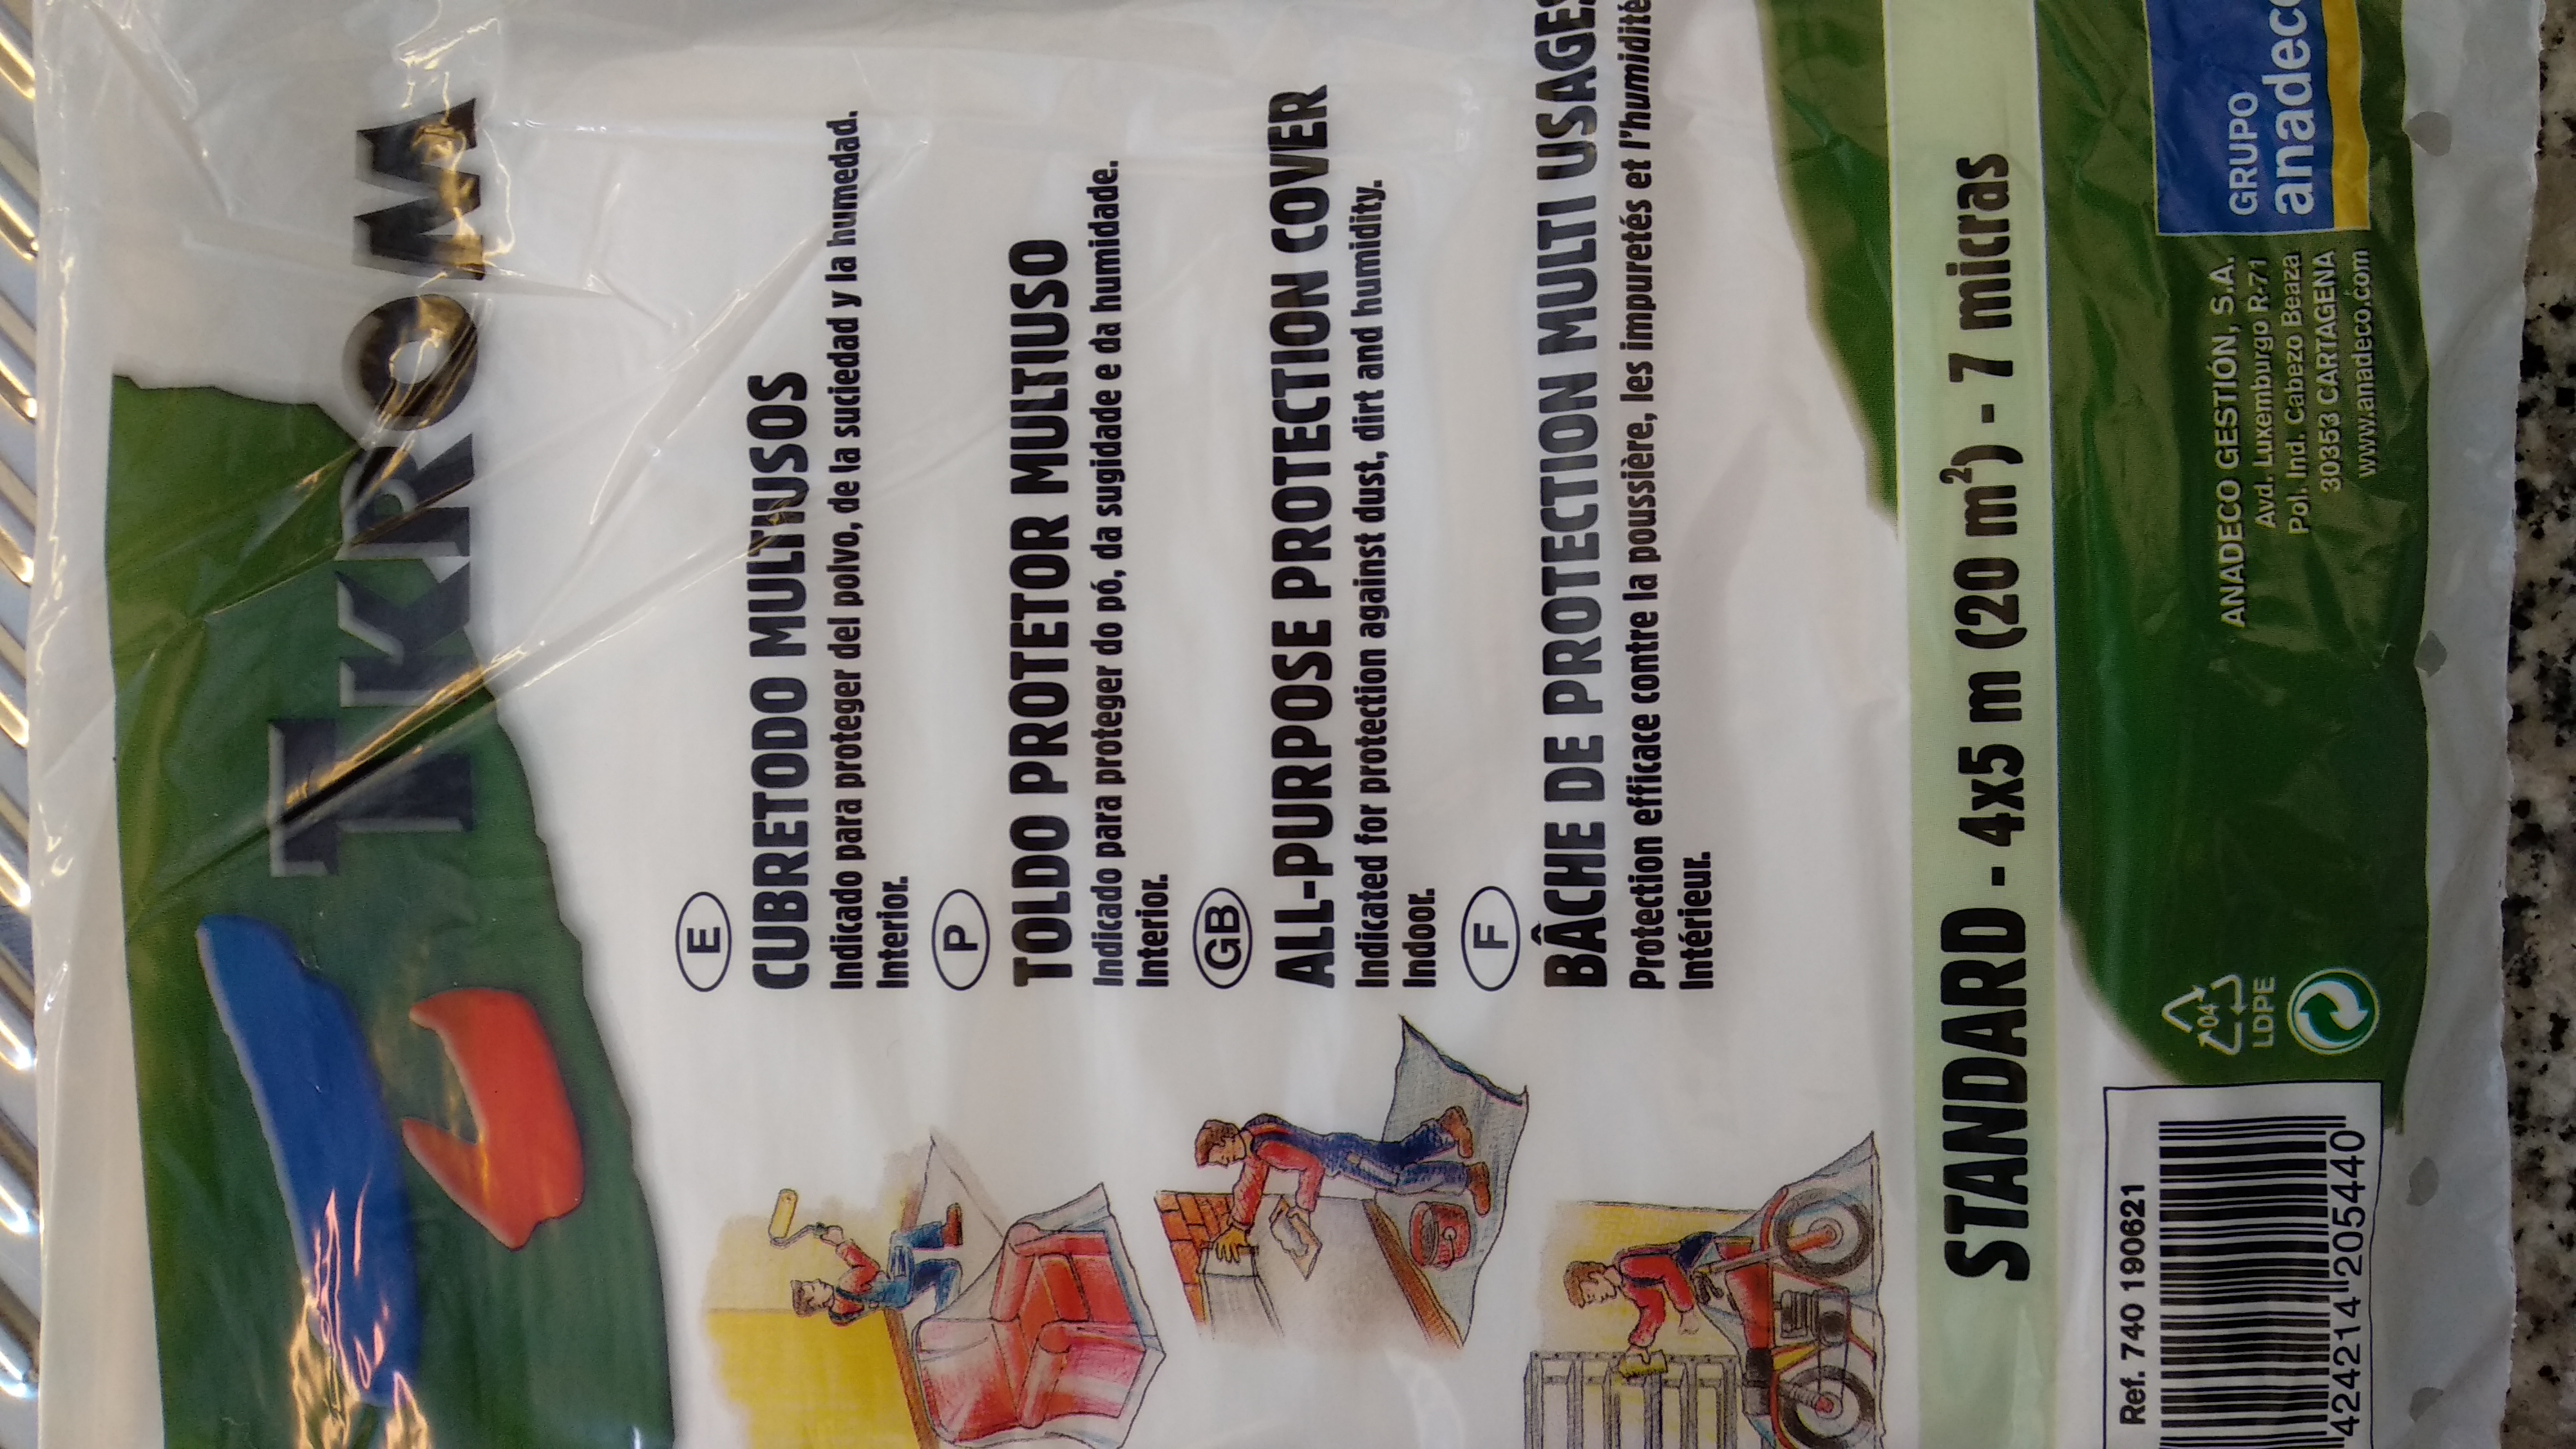 TKROM
E
CUBRETODO MULTIUSOS
Indicado para proteger del polvo, de la suciedad y la humedad.
Interior.
P
TOLDO PROTETOR MULTIUSO
Indicado para proteger do pó, da sugidade e da humidade.
Interior.
GB
ALL-PURPOSE PROTECTION COVER
Indicated for protection against dust, dirt and humidity.
Indoor.
F
BÂCHE DE PROTECTION MULTI USAGES
Protection efficace contre la poussière, les impuretés et l'humidité
Intérieur.
STANDARD - 4x5 m (20 m²) - 7 micras
Ref. 740 190621
424214 205440
04
LDPE
ANADECO GESTIÓN, S.A.
Avd. Luxemburgo R-71
Pol. Ind. Cabezo Beaza
30353 CARTAGENA
www.anadeco.com
GRUPO
anadeco